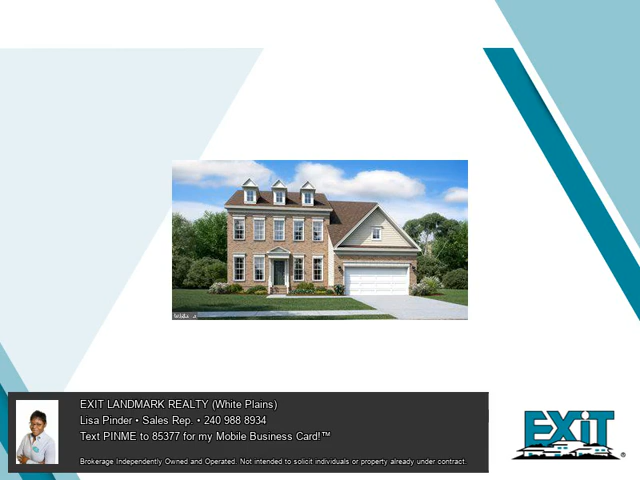 EXIT LANDMARK REALTY (White Plains)
Lisa Pinder • Sales Rep. • 240 988 8934
Text PINME to 85377 for my Mobile Business Card!™
Brokerage Independently Owned and Operated. Not intended to solicit individuals or property already under contract.
EXiT ®